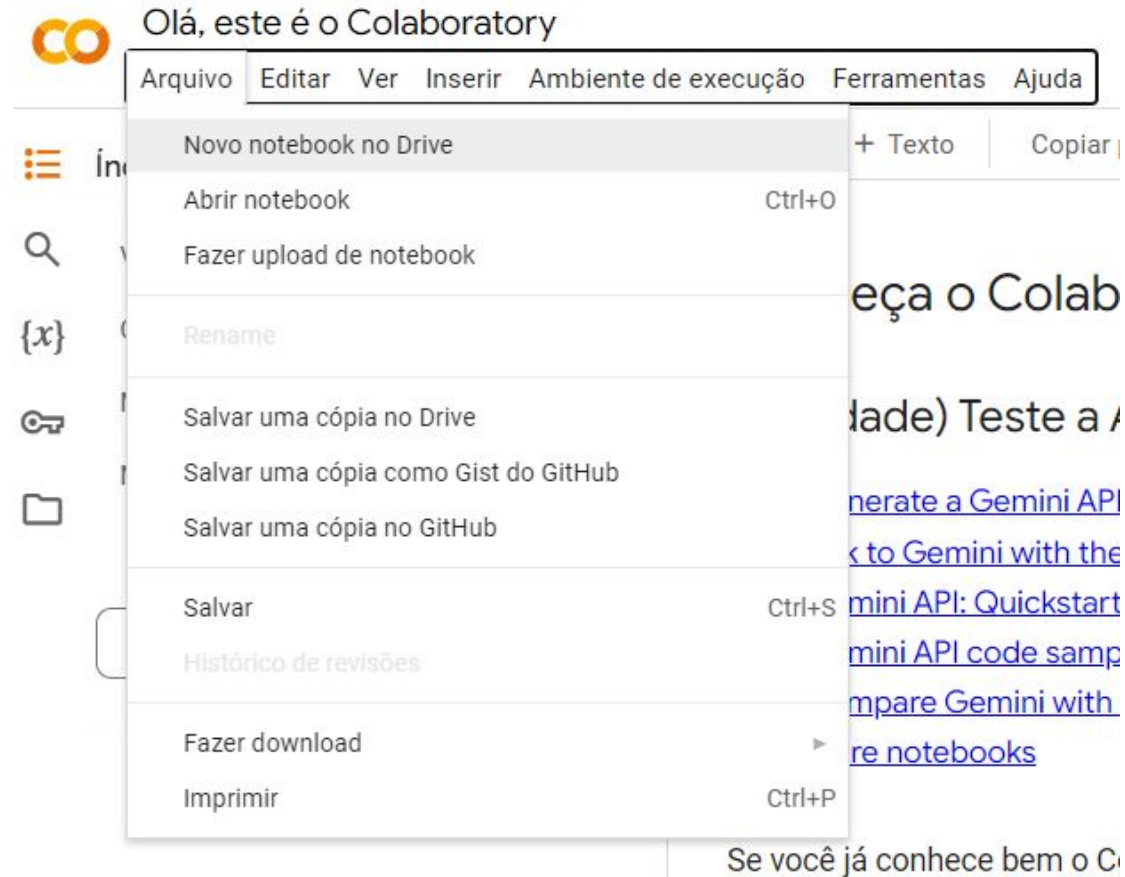 Olá, este é o Colaboratory
Arquivo Editar Ver Inserir Ambiente de execução Ferramentas Ajuda
+ Texto Copiar
Novo notebook no Drive
Abrir notebook Ctrl+O
Fazer upload de notebook
Rename
Salvar uma cópia no Drive
Salvar uma cópia como Gist do GitHub
Salvar uma cópia no GitHub
Salvar Ctrl+S
Histórico de revisões
Fazer download
Imprimir Ctrl+P
{x}
eça o Colab
dade) Teste a
nerate a Gemini API
k to Gemini with the
mini API: Quickstart
mini API code samp
mpare Gemini with
re notebooks
Se você já conhece bem o C